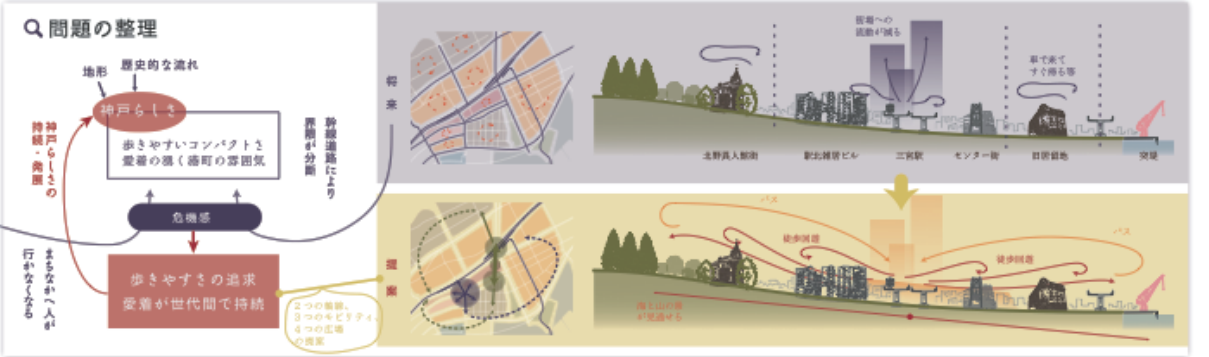 問題の整理
地形
歴史的な流れ
神戸らしさ
歩きやすいコンパクトさ
愛着の湧く湊町の雰囲気
神戸らしさの
持続・発展
幹線道路により
界隈が分断
危機感
まちなかへ人が
行かなくなる
歩きやすさの追求
愛着が世代間で持続
2つの軸線、
3つのモビリティ、
4つの広場
の提案
将来
街場への
流動が減る
車で来て
すぐ帰る等
北野異人館街
駅北雑居ビル
三宮駅
センター街
旧居留地
突堤
提案
バス
徒歩回遊
徒歩回遊
バス
海と山の軸
が見通せる